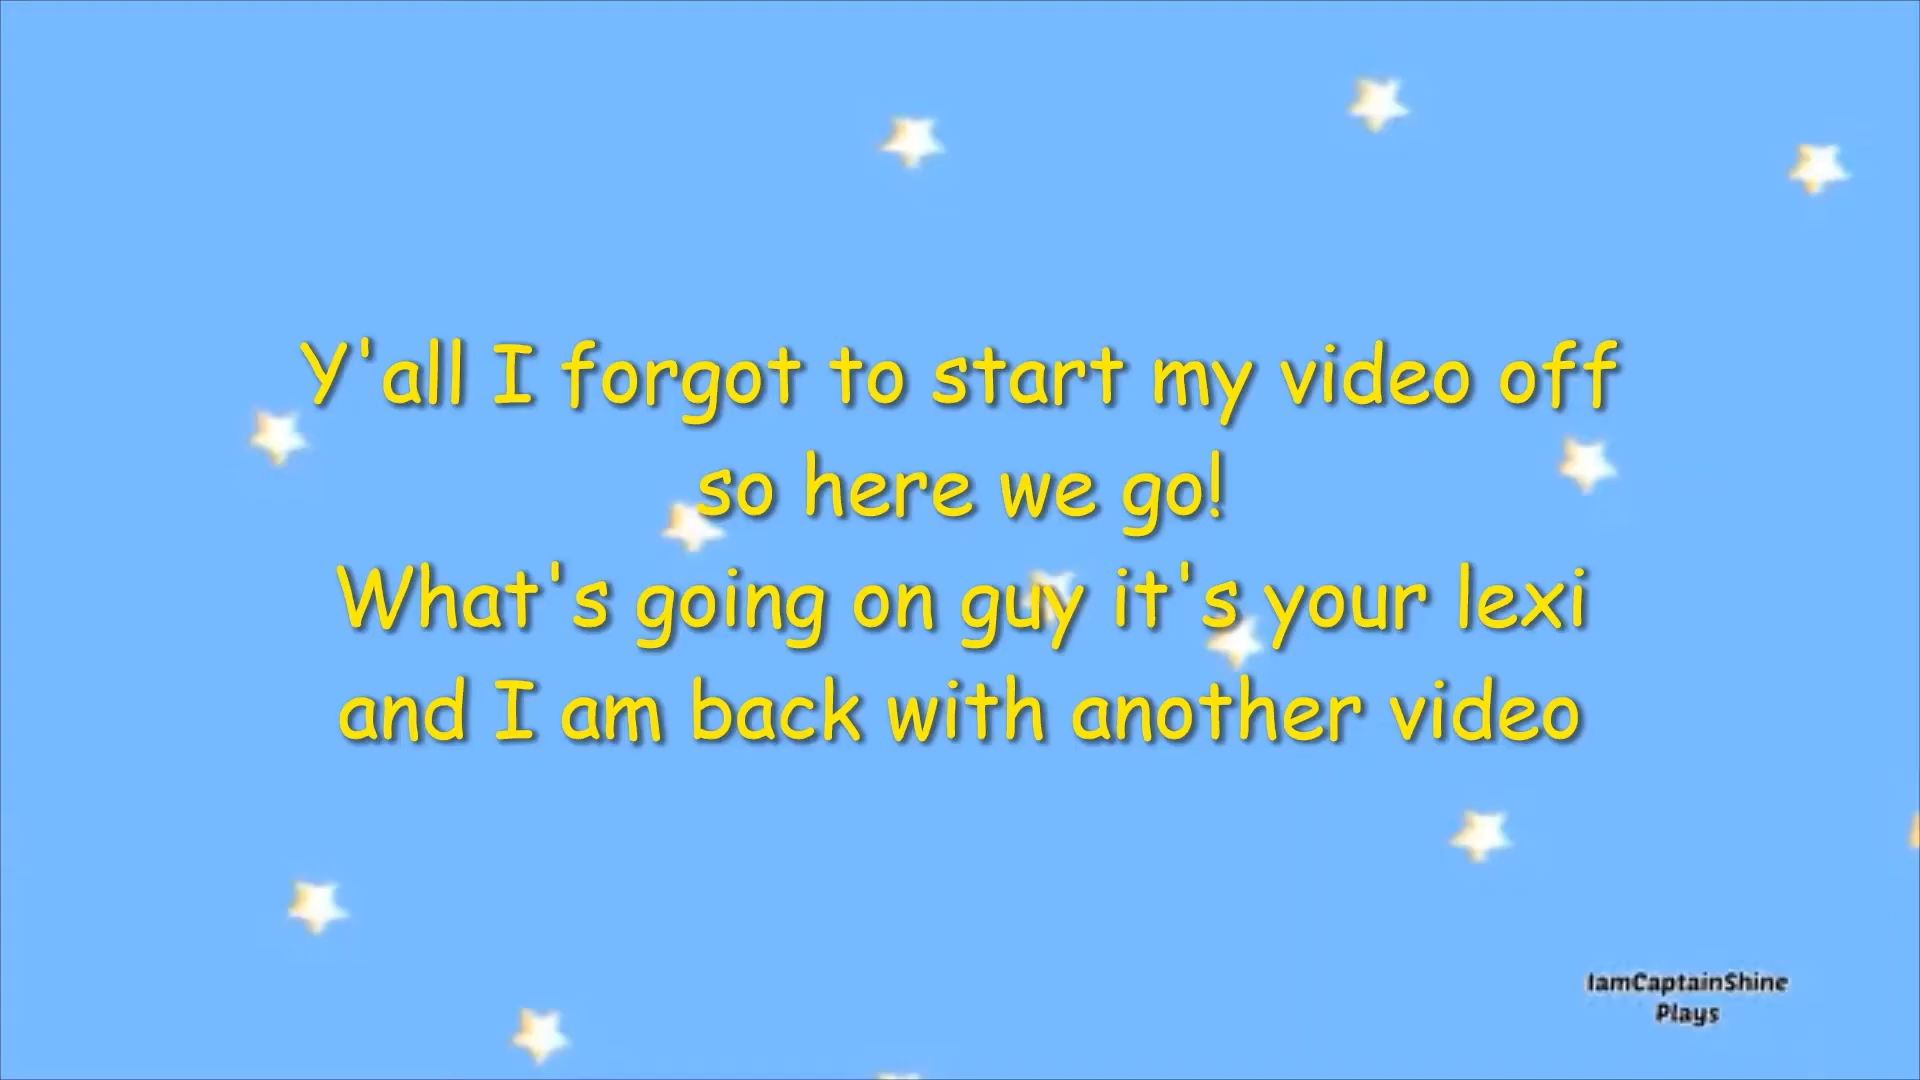 Y'all I forgot to start my video off
so here we go!
What's going on guy it's your lexi
and I am back with another video
IamCaptainShine
Plays